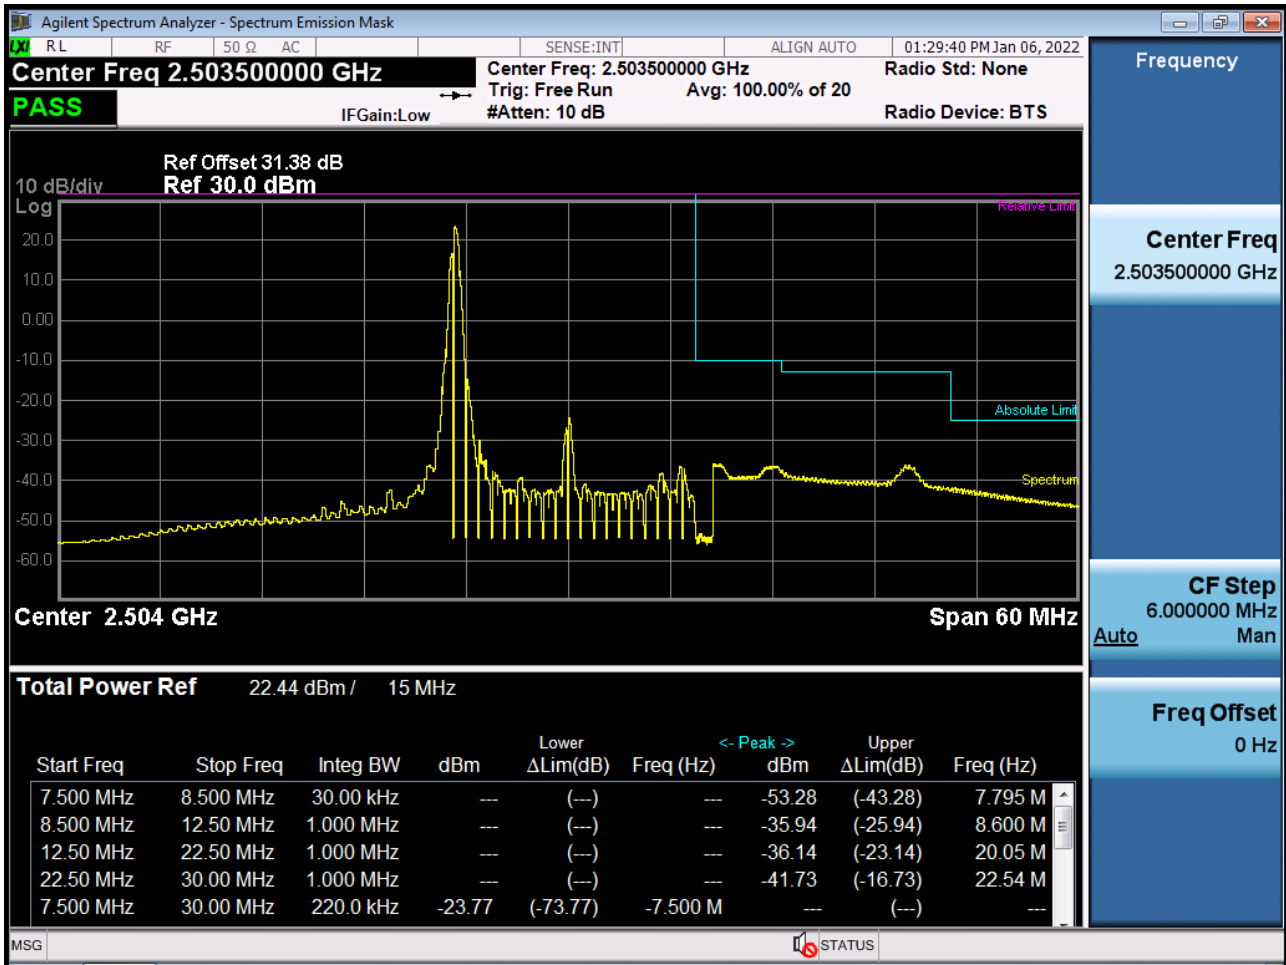 Agilent Spectrum Analyzer - Spectrum Emission Mask
LXI RL RF 50 Ω AC SENSE:INT ALIGN AUTO 01:29:40 PM Jan 06, 2022
Center Freq 2.503500000 GHz
Center Freq: 2.503500000 GHz
Radio Std: None
Trig: Free Run Avg: 100.00% of 20
PASS
IFGain:Low
#Atten: 10 dB
Radio Device: BTS
Ref Offset 31.38 dB
10 dB/div Ref 30.0 dBm
Log
Relative Limit
20.0
10.0
0.00
-10.0
-20.0
Absolute Limit
-30.0
-40.0
Spectrum
-50.0
-60.0
Center 2.504 GHz Span 60 MHz
Total Power Ref 22.44 dBm / 15 MHz
Lower <- Peak -> Upper
Start Freq Stop Freq Integ BW dBm ΔLim(dB) Freq (Hz) dBm ΔLim(dB) Freq (Hz)
7.500 MHz 8.500 MHz 30.00 kHz --- (---) --- -53.28 (-43.28) 7.795 M
8.500 MHz 12.50 MHz 1.000 MHz --- (---) --- -35.94 (-25.94) 8.600 M
12.50 MHz 22.50 MHz 1.000 MHz --- (---) --- -36.14 (-23.14) 20.05 M
22.50 MHz 30.00 MHz 1.000 MHz --- (---) --- -41.73 (-16.73) 22.54 M
7.500 MHz 30.00 MHz 220.0 kHz -23.77 (-73.77) -7.500 M --- (---) ---
MSG STATUS
Frequency
Center Freq
2.503500000 GHz
CF Step
6.000000 MHz
Auto Man
Freq Offset
0 Hz